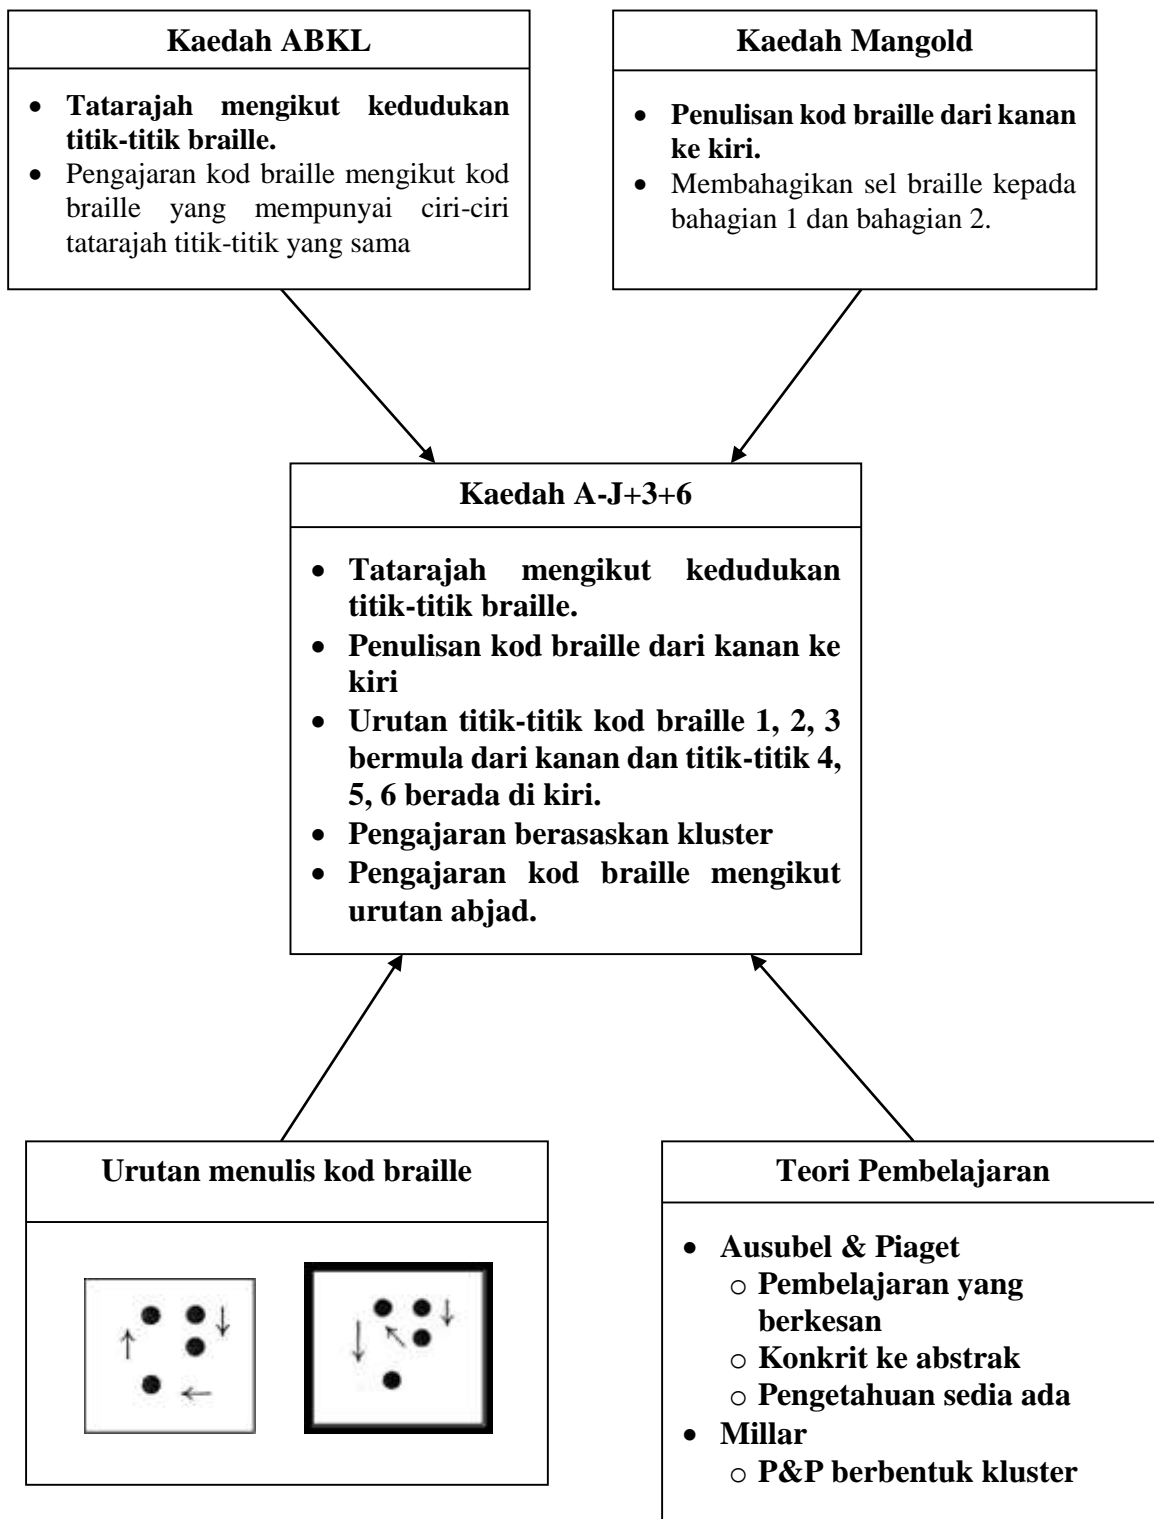 Kaedah ABKL
• Tatarajah mengikut kedudukan
titik-titik braille.
• Pengajaran kod braille mengikut kod
braille yang mempunyai ciri-ciri
tatarajah titik-titik yang sama
Kaedah Mangold
• Penulisan kod braille dari kanan
ke kiri.
• Membahagikan sel braille kepada
bahagian 1 dan bahagian 2.
Kaedah A-J+3+6
• Tatarajah mengikut kedudukan
titik-titik braille.
• Penulisan kod braille dari kanan ke
kiri
• Urutan titik-titik kod braille 1, 2, 3
bermula dari kanan dan titik-titik 4,
5, 6 berada di kiri.
• Pengajaran berasaskan kluster
• Pengajaran kod braille mengikut
urutan abjad.
Urutan menulis kod braille
Teori Pembelajaran
• Ausubel & Piaget
o Pembelajaran yang
berkesan
o Konkrit ke abstrak
o Pengetahuan sedia ada
• Millar
o P&P berbentuk kluster